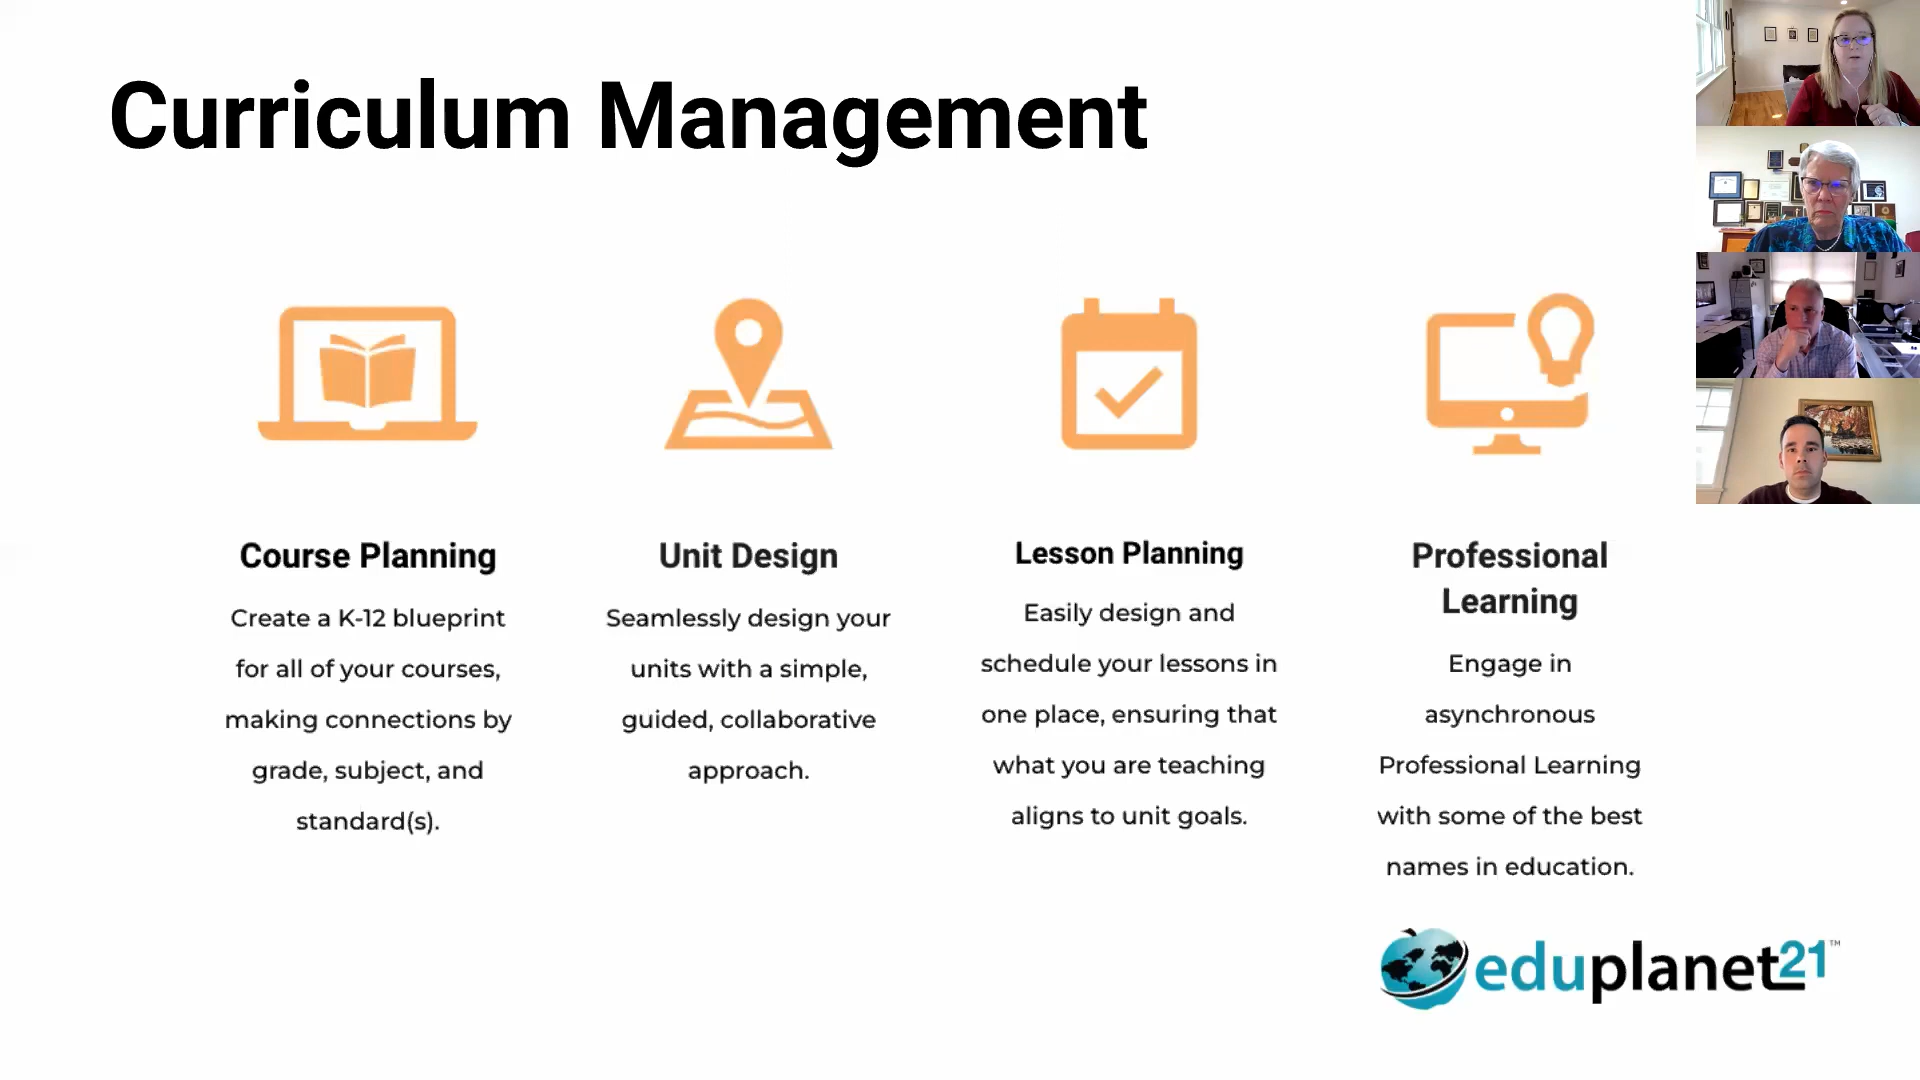 Curriculum Management
Course Planning
Create a K-12 blueprint
for all of your courses,
making connections by
grade, subject, and
standard(s).
Unit Design
Seamlessly design your
units with a simple,
guided, collaborative
approach.
Lesson Planning
Easily design and
schedule your lessons in
one place, ensuring that
what you are teaching
aligns to unit goals.
Professional
Learning
Engage in
asynchronous
Professional Learning
with some of the best
names in education.
eduplanet21™